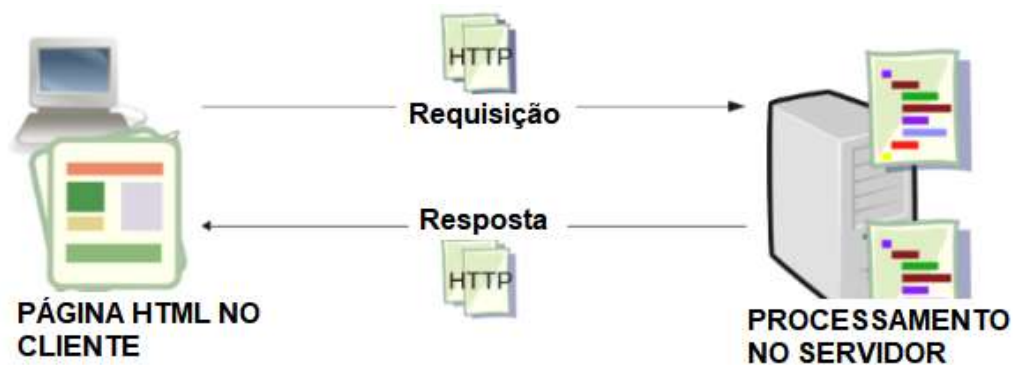 HTTP
Requisição
Resposta
HTTP
PÁGINA HTML NO
CLIENTE
PROCESSAMENTO
NO SERVIDOR